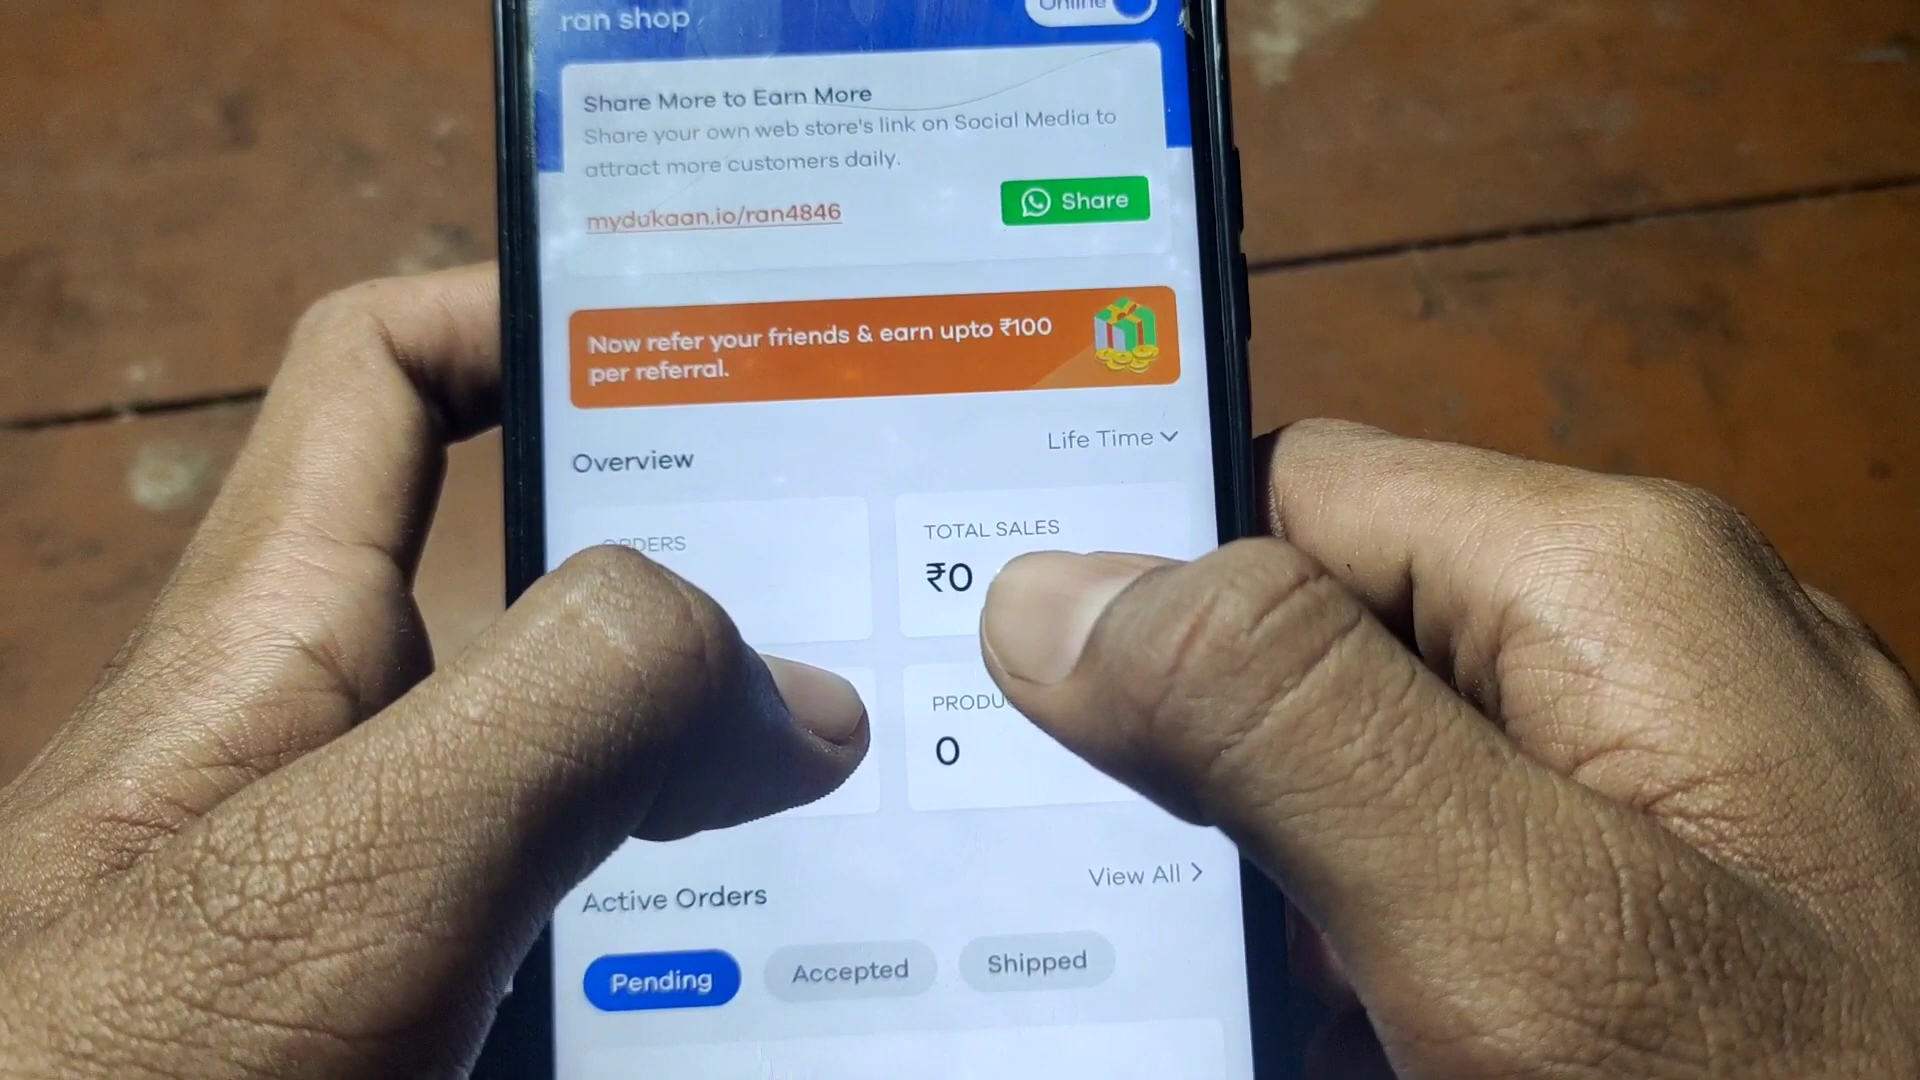 ran shop
Online
Share More to Earn More
Share your own web store's link on Social Media to
attract more customers daily.
mydukaan.io/ran4846
Share
Now refer your friends & earn upto ₹100
per referral.
Overview
Life Time
TOTAL SALES
₹0
0
Active Orders
View All
Pending
Accepted
Shipped